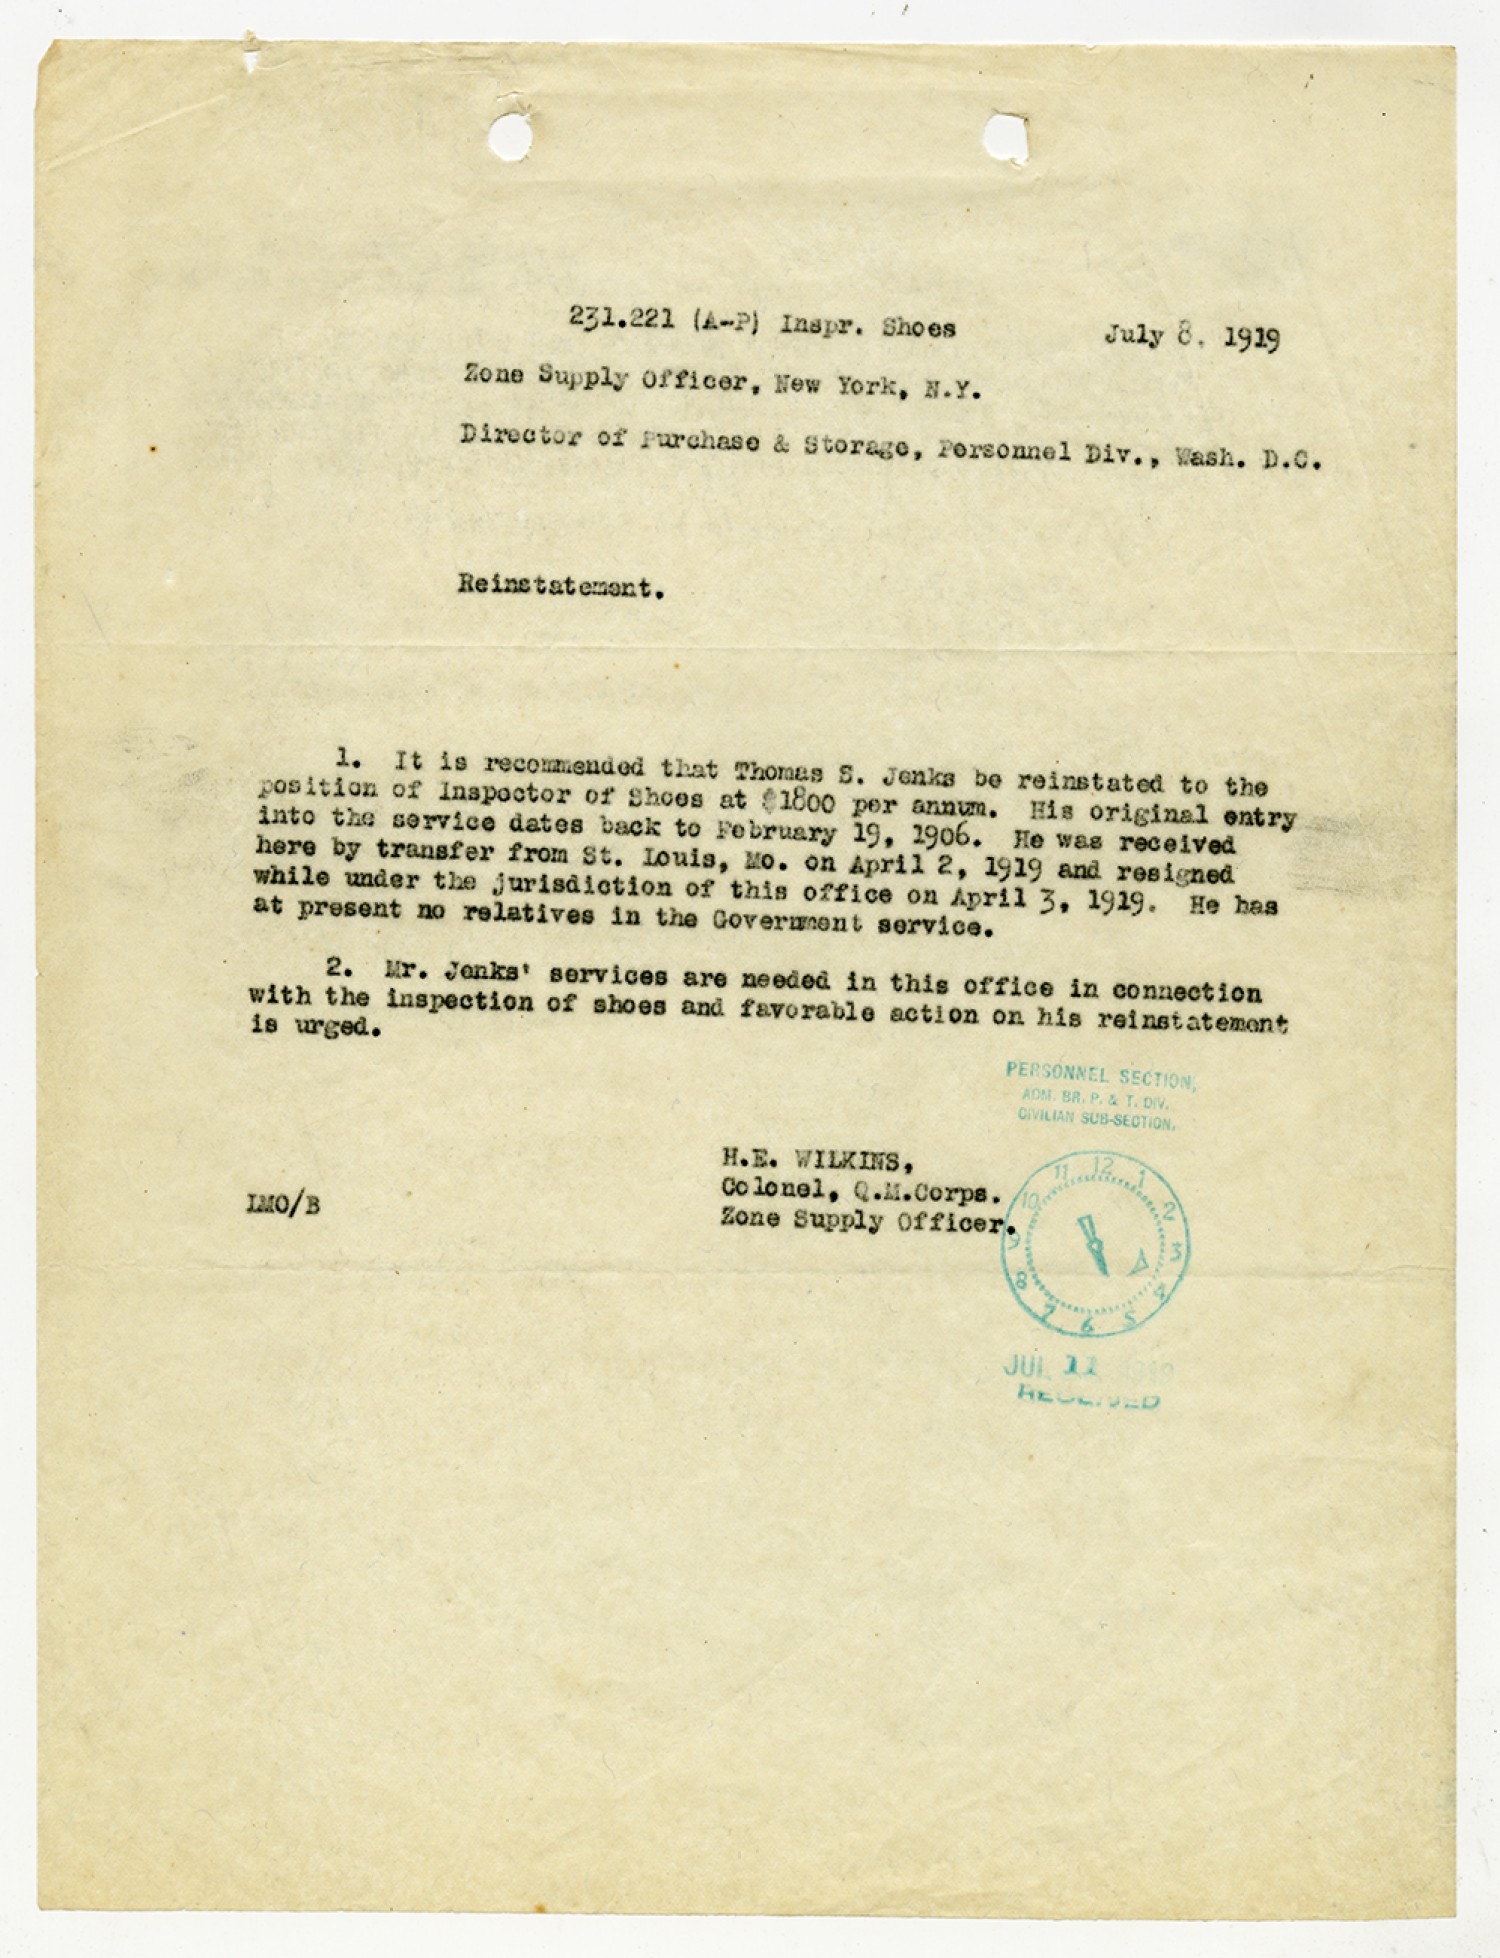 231.221 (A-P) Inspr. Shoes July 8, 1919
Zone Supply Officer, New York, N.Y.
Director of Purchase & Storage, Personnel Div., Wash. D.C.
Reinstatement.
1. It is recommended that Thomas S. Jenks be reinstated to the
position of Inspector of Shoes at $1800 per annum. His original entry
into the service dates back to February 19, 1906. He was received
here by transfer from St. Louis, Mo. on April 2, 1919 and resigned
while under the jurisdiction of this office on April 3, 1919. He has
at present no relatives in the Government service.
2. Mr. Jenks' services are needed in this office in connection
with the inspection of shoes and favorable action on his reinstatement
is urged.
PERSONNEL SECTION,
ADM. BR. P. & T. DIV.
CIVILIAN SUB-SECTION.
H.E. WILKINS,
Colonel, Q.M.Corps.
Zone Supply Officer.
LMO/B
12 1 2 3 4 5 6 7 8 9 10 11
JUL 11
RECEIVED